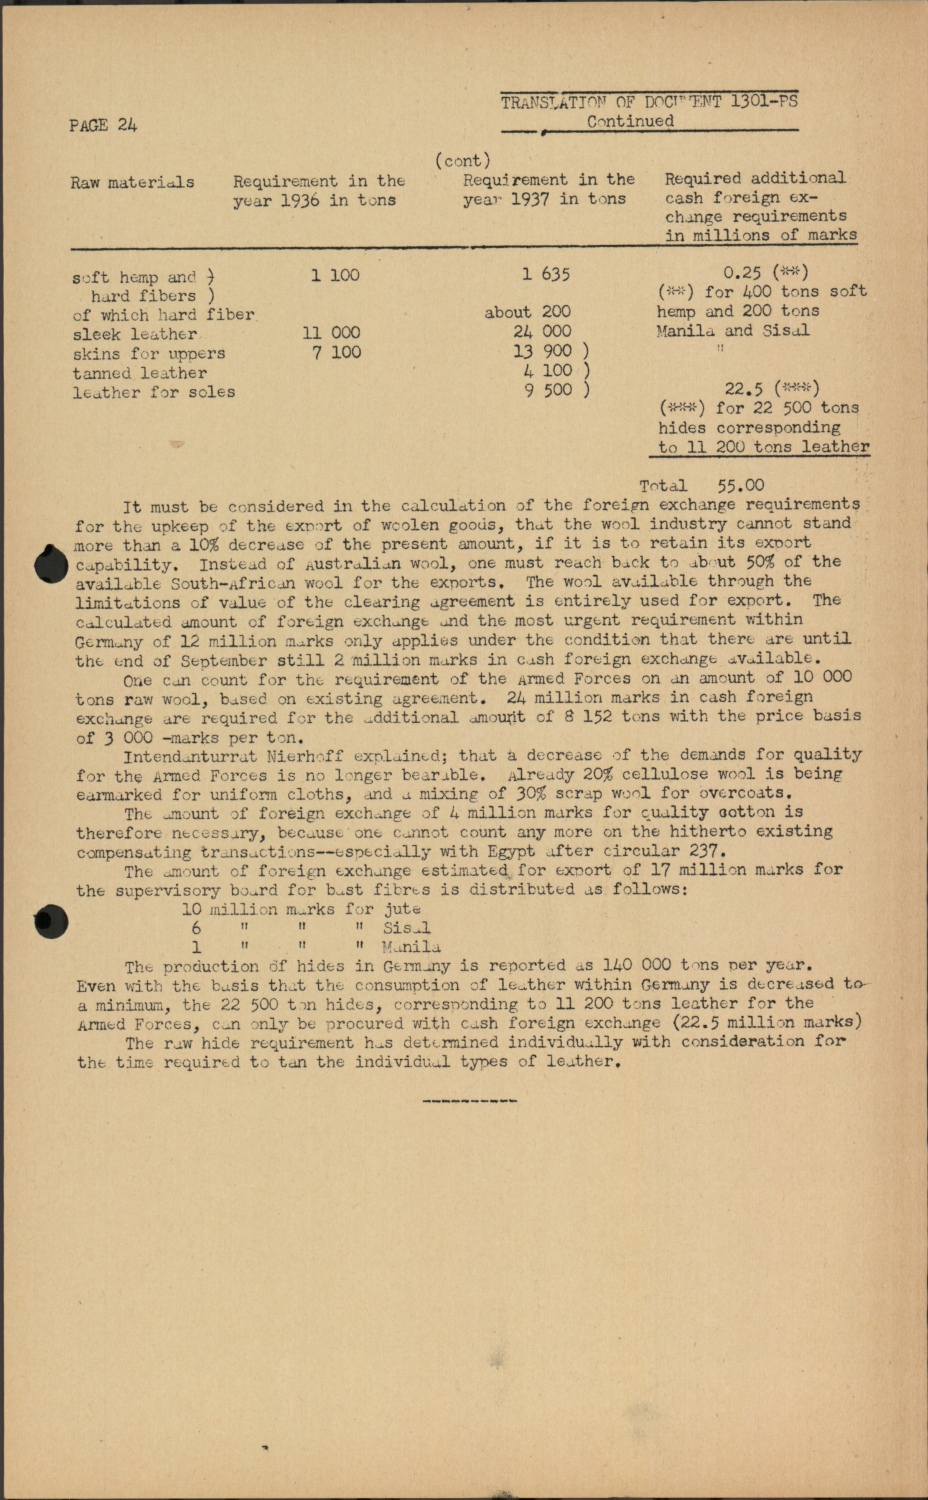 TRANSLATION OF DOCUMENT 1301-PS
PAGE 24 Continued
(cont)
Raw materials Requirement in the Requirement in the Required additional
year 1936 in tons year 1937 in tons cash foreign ex-
change requirements
in millions of marks
soft hemp and ) 1 100 1 635 0.25 (**)
hard fibers ) (**) for 400 tons soft
of which hard fiber about 200 hemp and 200 tons
sleek leather 11 000 24 000 Manila and Sisal
skins for uppers 7 100 13 900 ) "
tanned leather 4 100 )
leather for soles 9 500 ) 22.5 (***)
(***) for 22 500 tons
hides corresponding
to 11 200 tons leather
Total 55.00
It must be considered in the calculation of the foreign exchange requirements
for the upkeep of the export of woolen goods, that the wool industry cannot stand
more than a 10% decrease of the present amount, if it is to retain its export
capability. Instead of Australian wool, one must reach back to about 50% of the
available South-African wool for the exports. The wool available through the
limitations of value of the clearing agreement is entirely used for export. The
calculated amount of foreign exchange and the most urgent requirement within
Germany of 12 million marks only applies under the condition that there are until
the end of September still 2 million marks in cash foreign exchange available.
One can count for the requirement of the Armed Forces on an amount of 10 000
tons raw wool, based on existing agreement. 24 million marks in cash foreign
exchange are required for the additional amount of 8 152 tons with the price basis
of 3 000 -marks per ton.
Intendanturrat Nierhoff explained; that a decrease of the demands for quality
for the Armed Forces is no longer bearable. Already 20% cellulose wool is being
earmarked for uniform cloths, and a mixing of 30% scrap wool for overcoats.
The amount of foreign exchange of 4 million marks for quality cotton is
therefore necessary, because one cannot count any more on the hitherto existing
compensating transactions--especially with Egypt after circular 237.
The amount of foreign exchange estimated for export of 17 million marks for
the supervisory board for bast fibres is distributed as follows:
10 million marks for jute
6 " " " Sisal
1 " " " Manila
The production of hides in Germany is reported as 140 000 tons per year.
Even with the basis that the consumption of leather within Germany is decreased to
a minimum, the 22 500 ton hides, corresponding to 11 200 tons leather for the
Armed Forces, can only be procured with cash foreign exchange (22.5 million marks)
The raw hide requirement has determined individually with consideration for
the time required to tan the individual types of leather.
----------